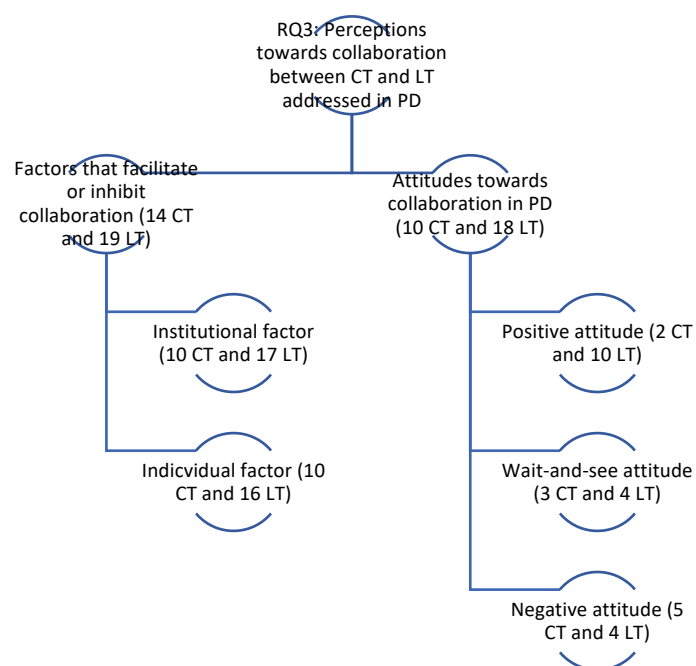 RQ3: Perceptions
towards collaboration
between CT and LT
addressed in PD
Factors that facilitate
or inhibit
collaboration (14 CT
and 19 LT)
Attitudes towards
collaboration in PD
(10 CT and 18 LT)
Institutional factor
(10 CT and 17 LT)
Indicvidual factor (10
CT and 16 LT)
Positive attitude (2 CT
and 10 LT)
Wait-and-see attitude
(3 CT and 4 LT)
Negative attitude (5
CT and 4 LT)